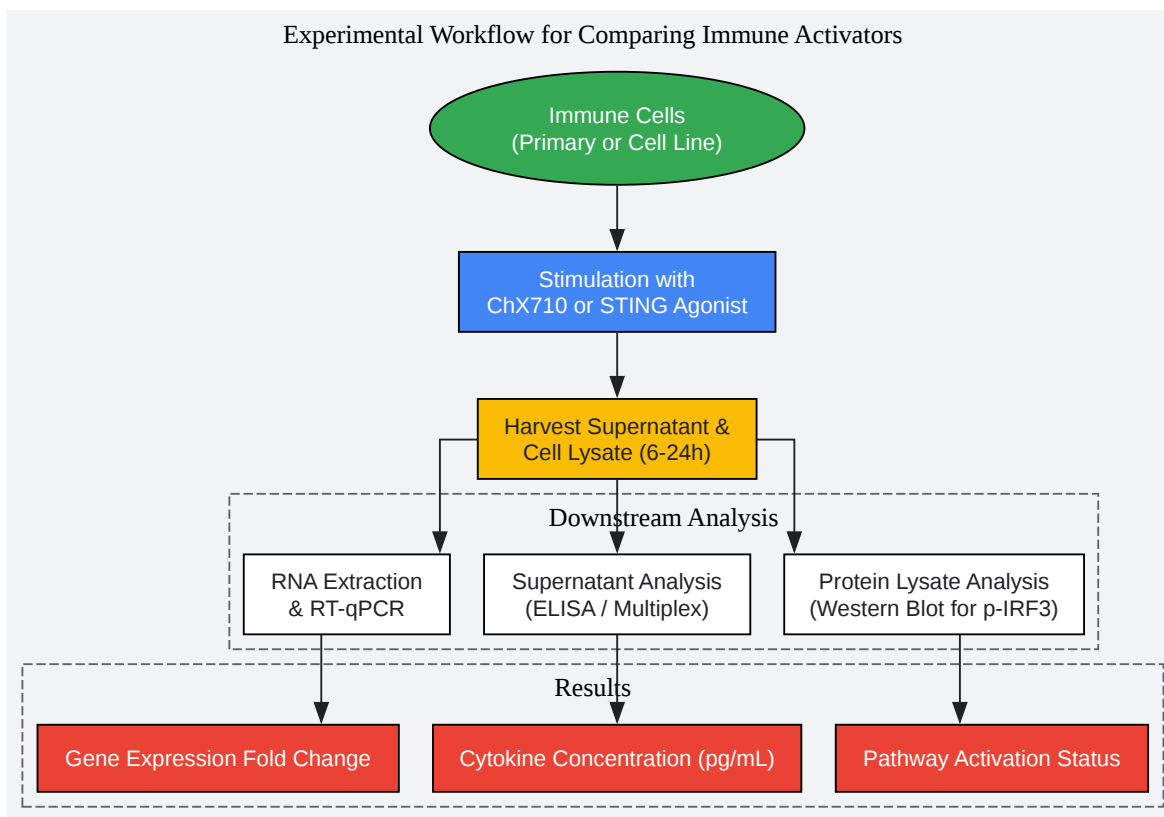 Experimental Workflow for Comparing Immune Activators
Immune Cells
(Primary or Cell Line)
Stimulation with
ChX710 or STING Agonist
Harvest Supernatant &
Cell Lysate (6-24h)
Downstream Analysis
RNA Extraction
& RT-qPCR
Supernatant Analysis
(ELISA / Multiplex)
Protein Lysate Analysis
(Western Blot for p-IRF3)
Results
Gene Expression Fold Change
Cytokine Concentration (pg/mL)
Pathway Activation Status